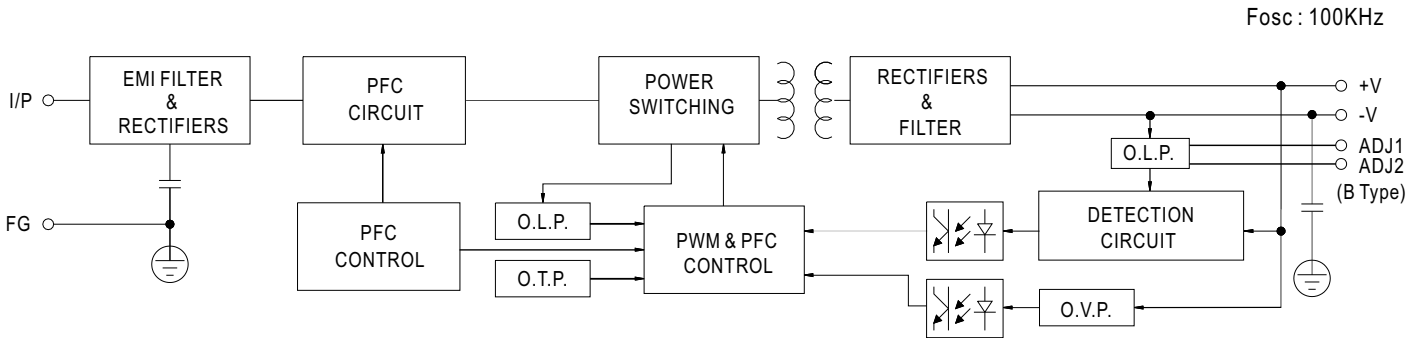 Fosc : 100KHz
I/P
EMI FILTER
&
RECTIFIERS
PFC
CIRCUIT
POWER
SWITCHING
RECTIFIERS
&
FILTER
+V
-V
O.L.P.
ADJ1
ADJ2
(B Type)
FG
PFC
CONTROL
O.L.P.
O.T.P.
PWM & PFC
CONTROL
DETECTION
CIRCUIT
O.V.P.